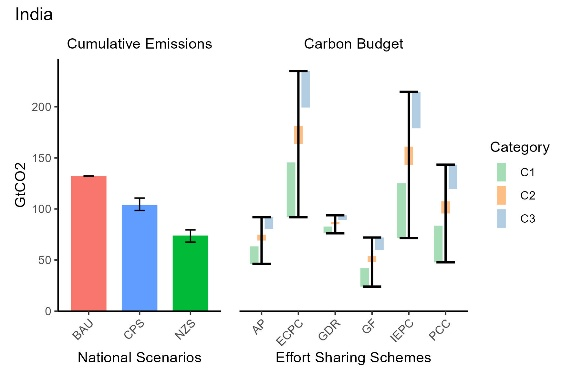 India
Cumulative Emissions
Carbon Budget
GtCO2
200
150
100
50
0
BAU
CPS
NZS
AP
ECPC
GDR
GF
IEPC
PCC
National Scenarios
Effort Sharing Schemes
Category
C1
C2
C3